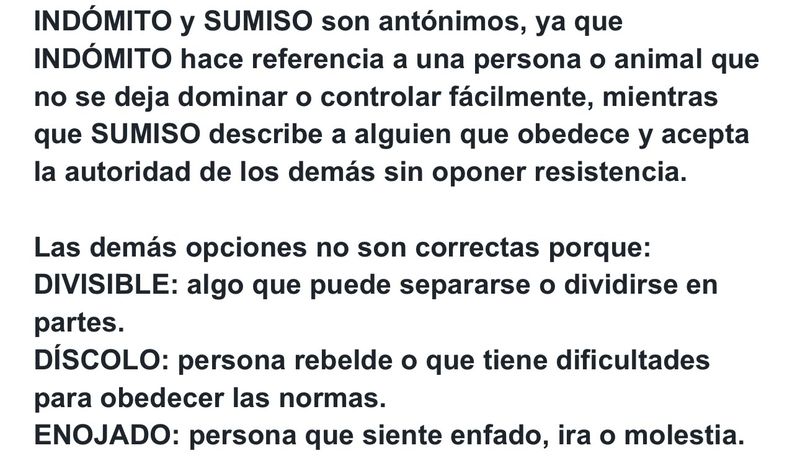 INDÓMITO y SUMISO son antónimos, ya que
INDÓMITO hace referencia a una persona o animal que
no se deja dominar o controlar fácilmente, mientras
que SUMISO describe a alguien que obedece y acepta
la autoridad de los demás sin oponer resistencia.
Las demás opciones no son correctas porque:
DIVISIBLE: algo que puede separarse o dividirse en
partes.
DÍSCOLO: persona rebelde o que tiene dificultades
para obedecer las normas.
ENOJADO: persona que siente enfado, ira o molestia.